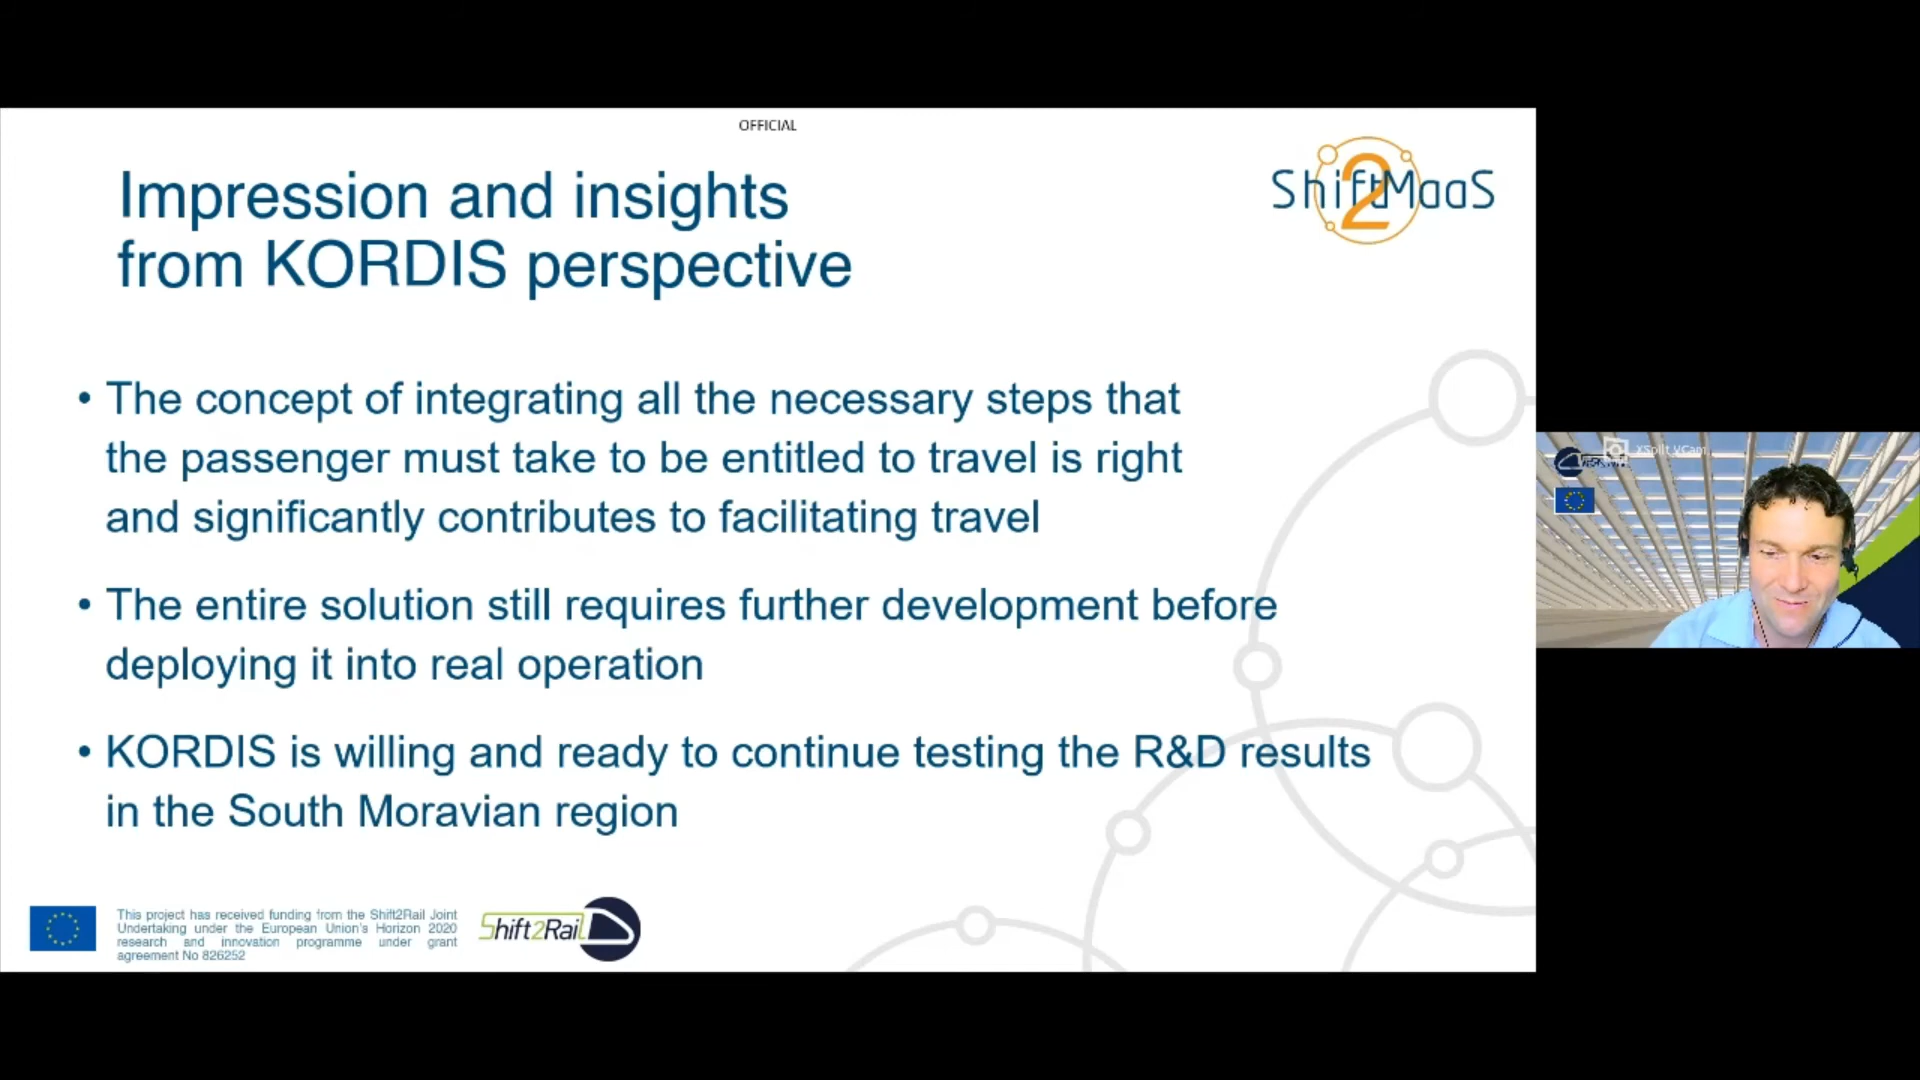 OFFICIAL
Shift2MaaS
Impression and insights
from KORDIS perspective
• The concept of integrating all the necessary steps that
the passenger must take to be entitled to travel is right
and significantly contributes to facilitating travel
• The entire solution still requires further development before
deploying it into real operation
• KORDIS is willing and ready to continue testing the R&D results
in the South Moravian region
This project has received funding from the Shift2Rail Joint
Undertaking under the European Union's Horizon 2020
research and innovation programme under grant
agreement No 826252
Shift2Rail
XSplit VCam